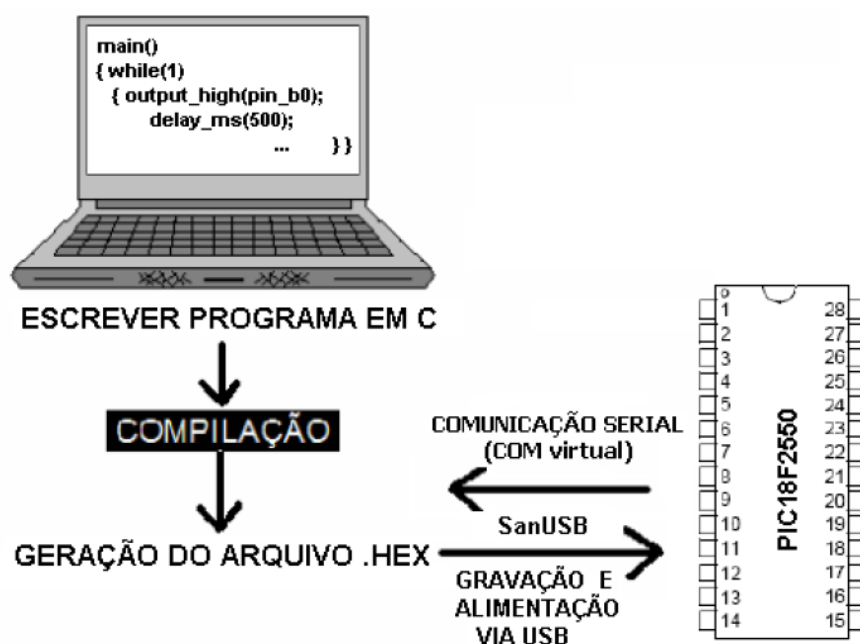 main()
{ while(1)
{ output_high(pin_b0);
delay_ms(500);
... }}
ESCREVER PROGRAMA EM C
COMPILAÇÃO
GERAÇÃO DO ARQUIVO .HEX
COMUNICAÇÃO SERIAL
(COM virtual)
SanUSB
GRAVAÇÃO E
ALIMENTAÇÃO
VIA USB
PIC18F2550
1 28
2 27
3 26
4 25
5 24
6 23
7 22
8 21
9 20
10 19
11 18
12 17
13 16
14 15